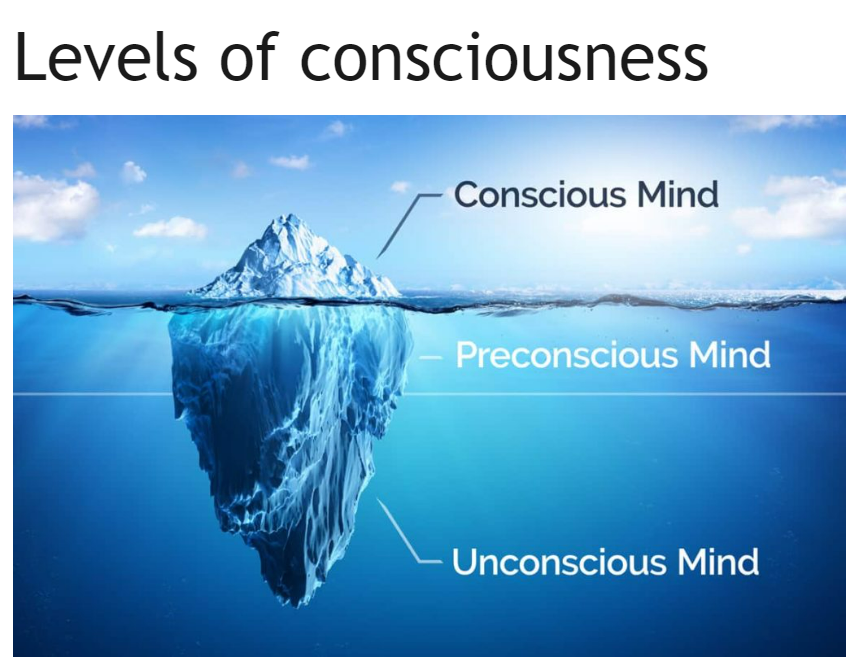 Levels of consciousness
Conscious Mind
Preconscious Mind
Unconscious Mind